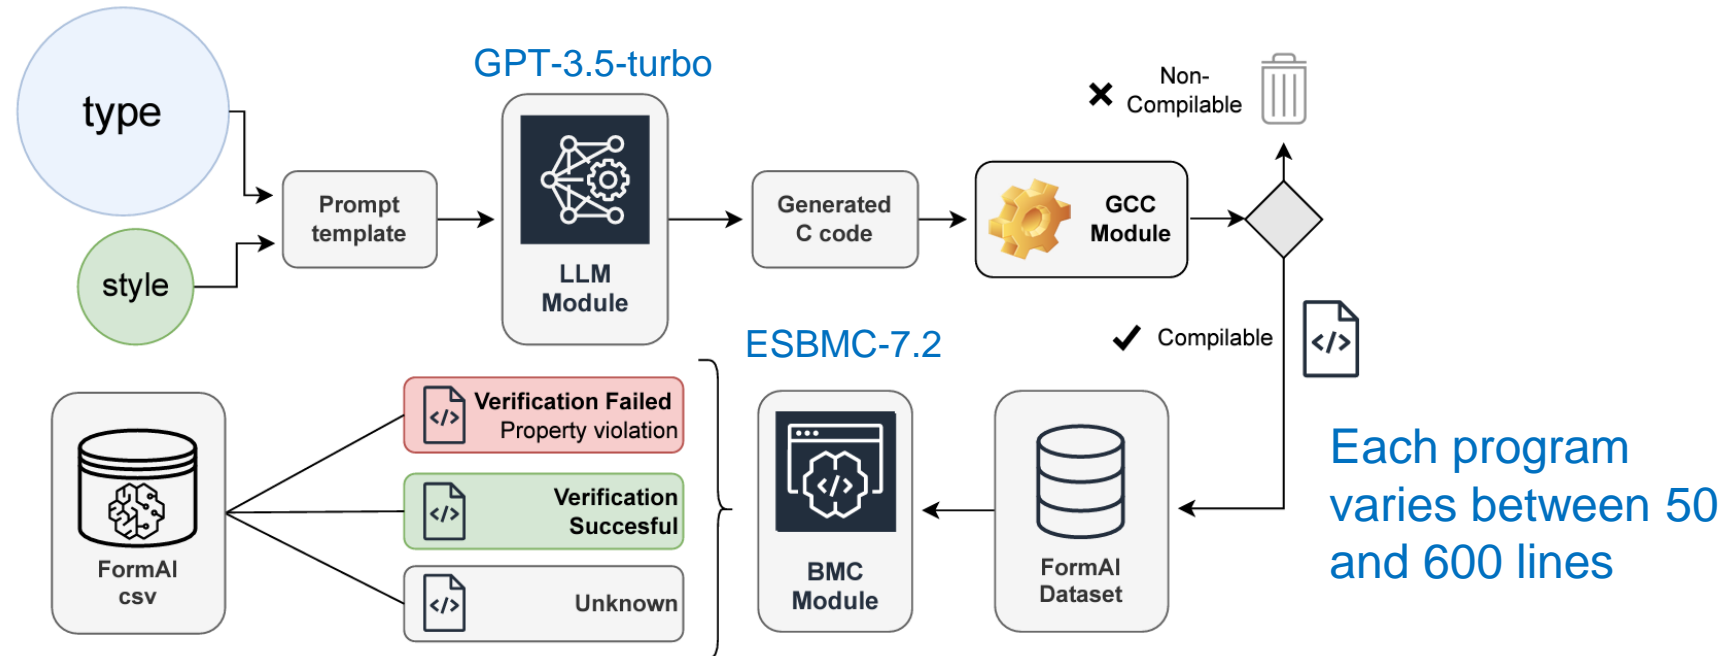 type
style
Prompt
template
GPT-3.5-turbo
LLM
Module
Generated
C code
GCC
Module
Non-
Compilable
Compilable
</>
Each program
varies between 50
and 600 lines
FormAI
Dataset
ESBMC-7.2
</>
BMC
Module
</>
Verification Failed
Property violation
</>
Verification
Succesful
</>
Unknown
FormAI
csv